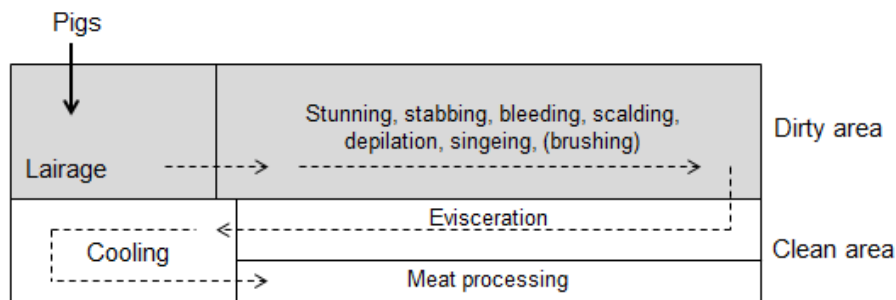 Pigs
Stunning, stabbing, bleeding, scalding,
depilation, singeing, (brushing)
Dirty area
Lairage
Evisceration
Cooling
Clean area
Meat processing